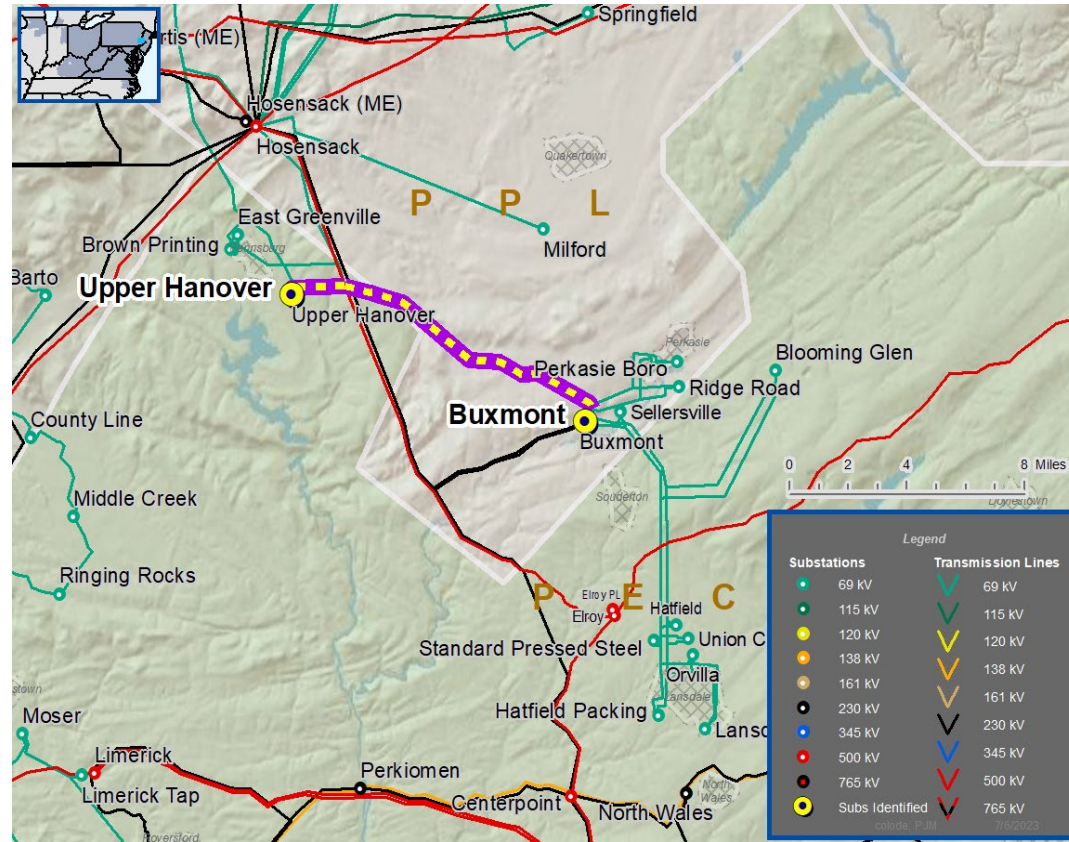 rtis (ME)
Springfield
Hosensack (ME)
Hosensack
Quakertown
P P L
East Greenville
Milford
Brown Printing
Pennsburg
Barto
Upper Hanover
Upper Hanover
Perkasie
Blooming Glen
Perkasie Boro
Ridge Road
Buxmont
Sellersville
County Line
Buxmont
0 2 4 8 Miles
Middle Creek
Souderton
Doylestown
Ringing Rocks
P E C
Elroy PL
Elroy
Hatfield
Standard Pressed Steel
Union C
Orvilla
stown
Lansdale
Hatfield Packing
Moser
Lansd
Limerick
Perkiomen
Limerick Tap
Centerpoint
North Wales
North
Wales
Legend
Substations Transmission Lines
69 kV 69 kV
115 kV 115 kV
120 kV 120 kV
138 kV 138 kV
161 kV 161 kV
230 kV 230 kV
345 kV 345 kV
500 kV 500 kV
765 kV 765 kV
Subs Identified
colode, PJM 7/6/2023